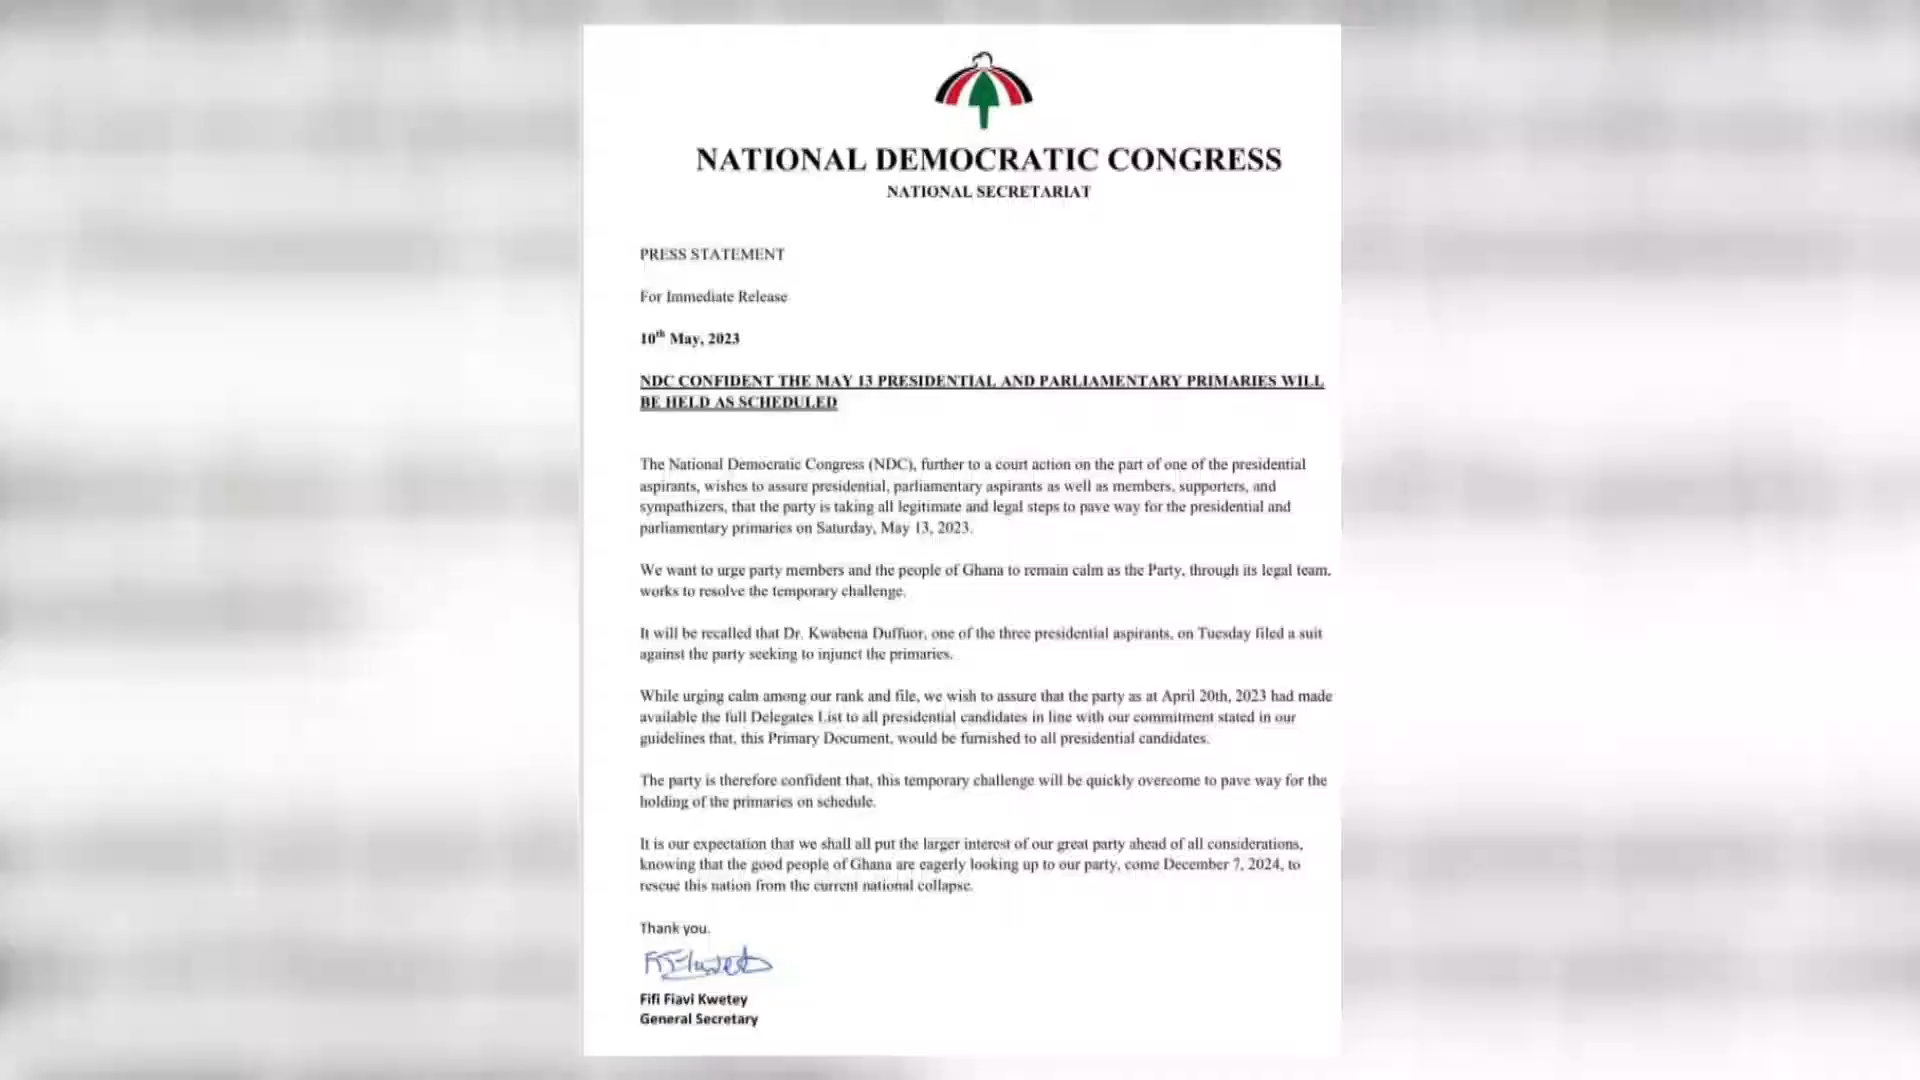 NATIONAL DEMOCRATIC CONGRESS
NATIONAL SECRETARIAT
PRESS STATEMENT
For Immediate Release
10th May, 2023
NDC CONFIDENT THE MAY 13 PRESIDENTIAL AND PARLIAMENTARY PRIMARIES WILL
BE HELD AS SCHEDULED
The National Democratic Congress (NDC), further to a court action on the part of one of the presidential
aspirants, wishes to assure presidential, parliamentary aspirants as well as members, supporters, and
sympathizers, that the party is taking all legitimate and legal steps to pave way for the presidential and
parliamentary primaries on Saturday, May 13, 2023.
We want to urge party members and the people of Ghana to remain calm as the Party, through its legal team,
works to resolve the temporary challenge.
It will be recalled that Dr. Kwabena Duffuor, one of the three presidential aspirants, on Tuesday filed a suit
against the party seeking to injunct the primaries.
While urging calm among our rank and file, we wish to assure that the party as at April 20th, 2023 had made
available the full Delegates List to all presidential candidates in line with our commitment stated in our
guidelines that, this Primary Document, would be furnished to all presidential candidates.
The party is therefore confident that, this temporary challenge will be quickly overcome to pave way for the
holding of the primaries on schedule.
It is our expectation that we shall all put the larger interest of our great party ahead of all considerations,
knowing that the good people of Ghana are eagerly looking up to our party, come December 7, 2024, to
rescue this nation from the current national collapse.
Thank you.
Fifi Fiavi Kwetey
General Secretary